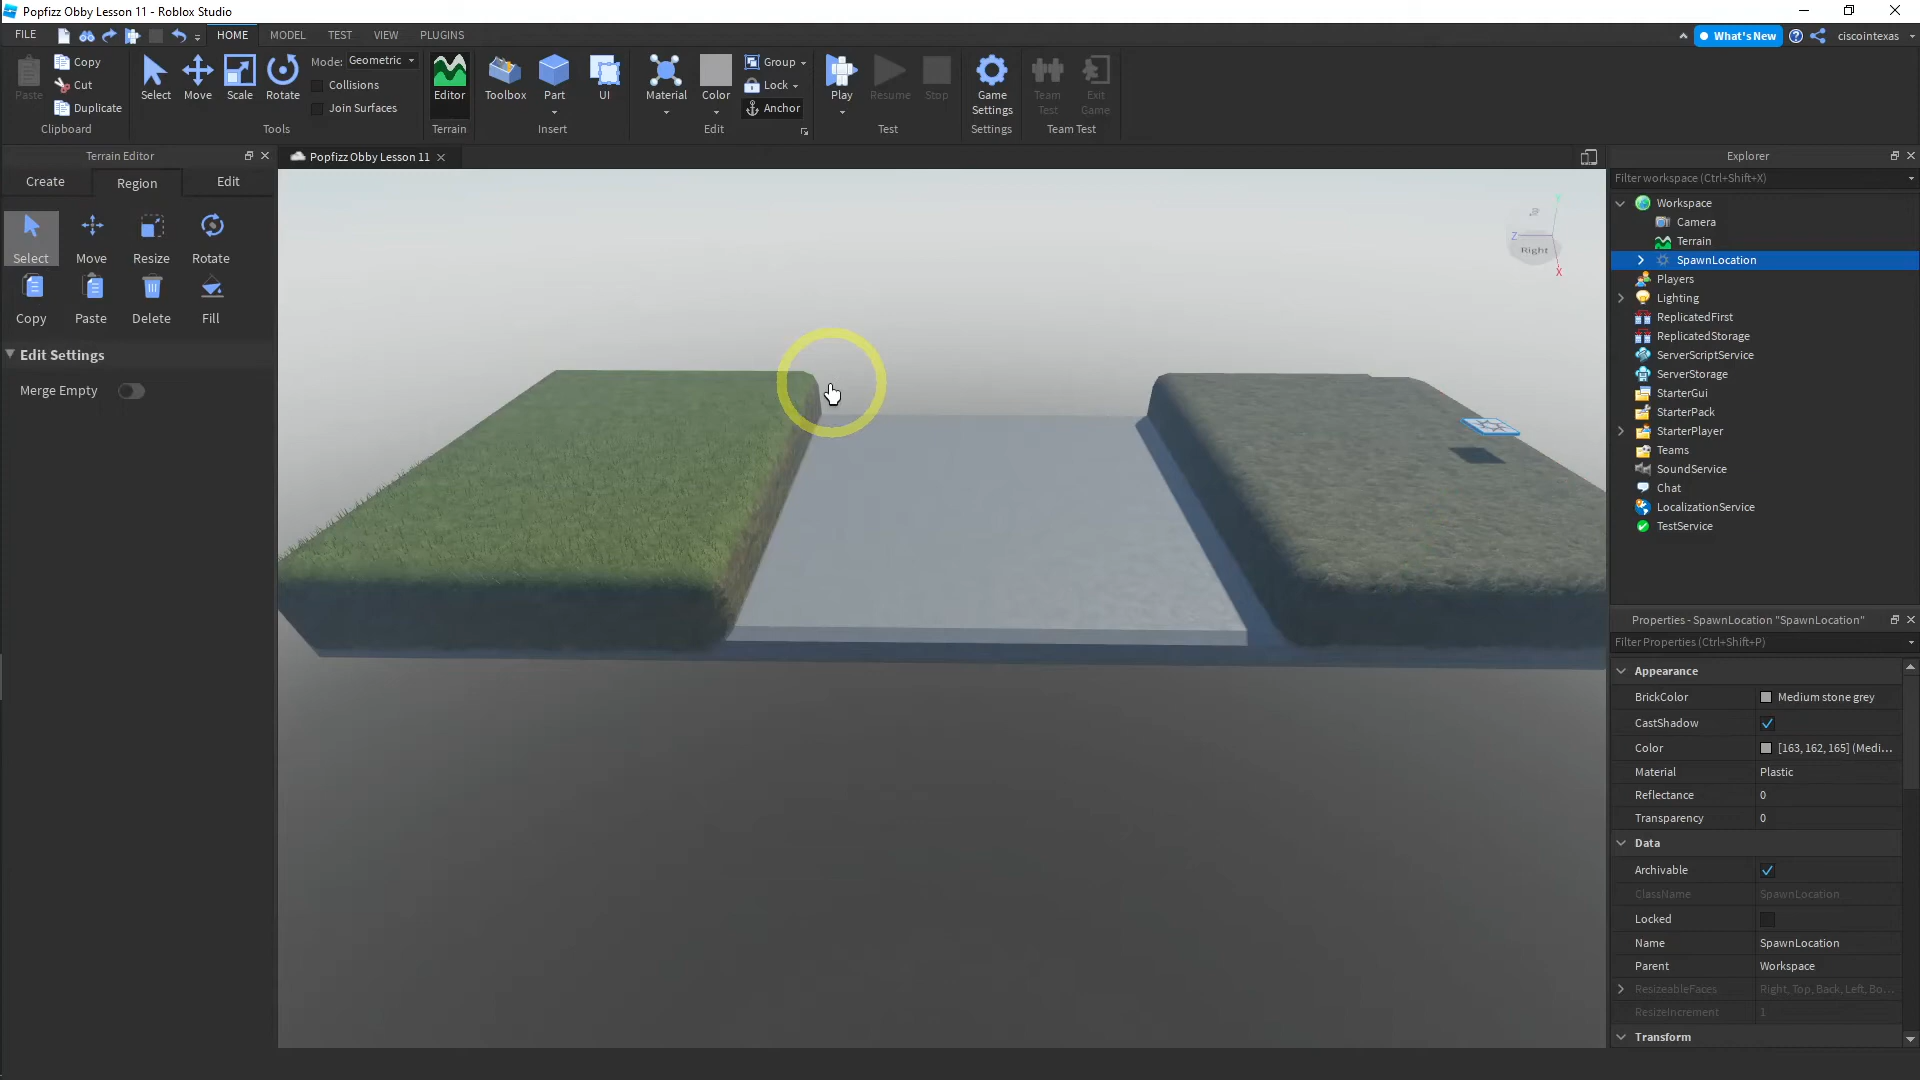 Popfizz Obby Lesson 11 - Roblox Studio
FILE HOME MODEL TEST VIEW PLUGINS What's New ciscointexas
Paste Copy Cut Duplicate Clipboard
Select Move Scale Rotate Mode: Geometric Collisions Join Surfaces Tools
Editor Terrain
Toolbox Part UI Insert
Material Color Group Lock Anchor Edit
Play Resume Stop Test
Game Settings Settings
Team Test Exit Game Team Test
Terrain Editor
Create Region Edit
Select Move Resize Rotate
Copy Paste Delete Fill
Edit Settings
Merge Empty
Popfizz Obby Lesson 11
Right
Z
Y
X
Explorer
Filter workspace (Ctrl+Shift+X)
Workspace
Camera
Terrain
SpawnLocation
Players
Lighting
ReplicatedFirst
ReplicatedStorage
ServerScriptService
ServerStorage
StarterGui
StarterPack
StarterPlayer
Teams
SoundService
Chat
LocalizationService
TestService
Properties - SpawnLocation "SpawnLocation"
Filter Properties (Ctrl+Shift+P)
Appearance
BrickColor Medium stone grey
CastShadow
Color [163, 162, 165] (Medi...
Material Plastic
Reflectance 0
Transparency 0
Data
Archivable
ClassName SpawnLocation
Locked
Name SpawnLocation
Parent Workspace
ResizeableFaces Right, Top, Back, Left, Bo...
ResizeIncrement 1
Transform